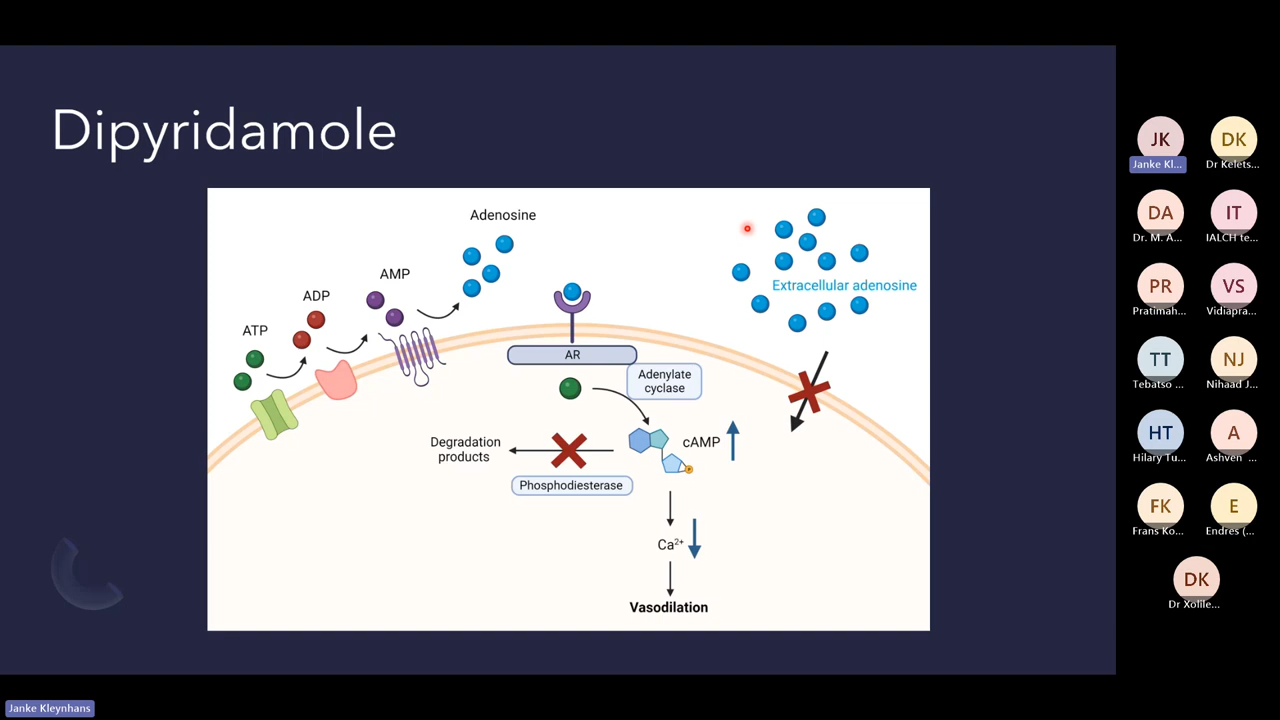 Dipyridamole
Adenosine
AMP
ADP
ATP
Extracellular adenosine
AR
Adenylate
cyclase
cAMP
Degradation
products
Phosphodiesterase
Ca²⁺
Vasodilation
JK
Janke Kl...
DK
Dr Kelets...
DA
Dr. M. A...
IT
IALCH te...
PR
Pratimah...
VS
Vidiapra...
TT
Tebatso ...
NJ
Nihaad J...
HT
Hilary Tu...
A
Ashven ...
FK
Frans Ko...
E
Endres (...
DK
Dr Xolile...
Janke Kleynhans